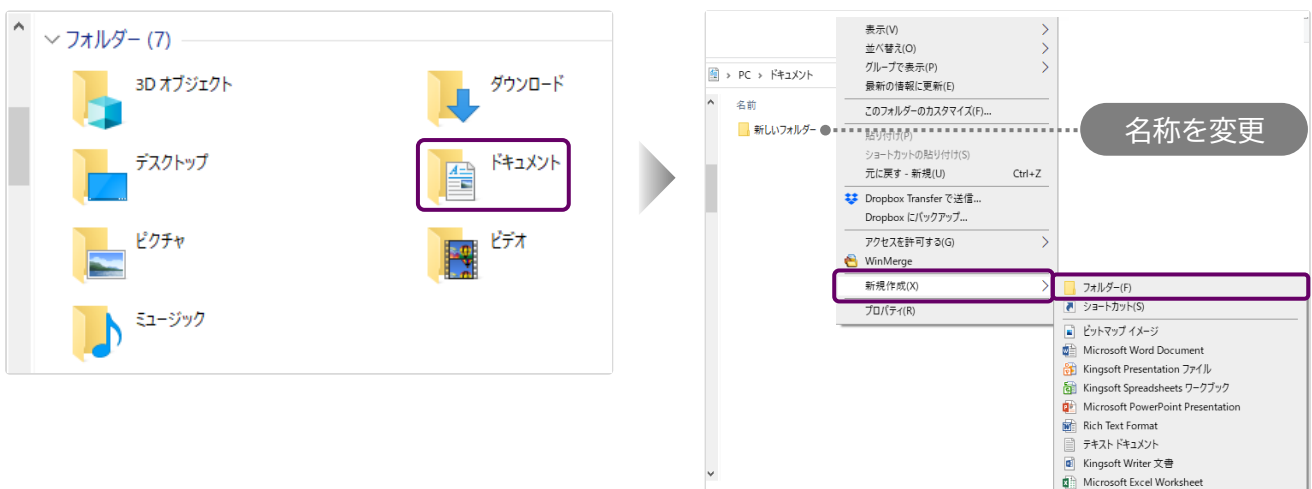 フォルダー (7)
3D オブジェクト
ダウンロード
デスクトップ
ドキュメント
ピクチャ
ビデオ
ミュージック
PC › ドキュメント
名前
新しいフォルダー
名称を変更
表示(V)
並べ替え(O)
グループで表示(P)
最新の情報に更新(E)
このフォルダーのカスタマイズ(F)...
貼り付け(P)
ショートカットの貼り付け(S)
元に戻す - 新規(U) Ctrl+Z
Dropbox Transfer で送信...
Dropbox にバックアップ...
アクセスを許可する(G)
WinMerge
新規作成(X)
プロパティ(R)
フォルダー(F)
ショートカット(S)
ビットマップ イメージ
Microsoft Word Document
Kingsoft Presentation ファイル
Kingsoft Spreadsheets ワークブック
Microsoft PowerPoint Presentation
Rich Text Format
テキスト ドキュメント
Kingsoft Writer 文書
Microsoft Excel Worksheet